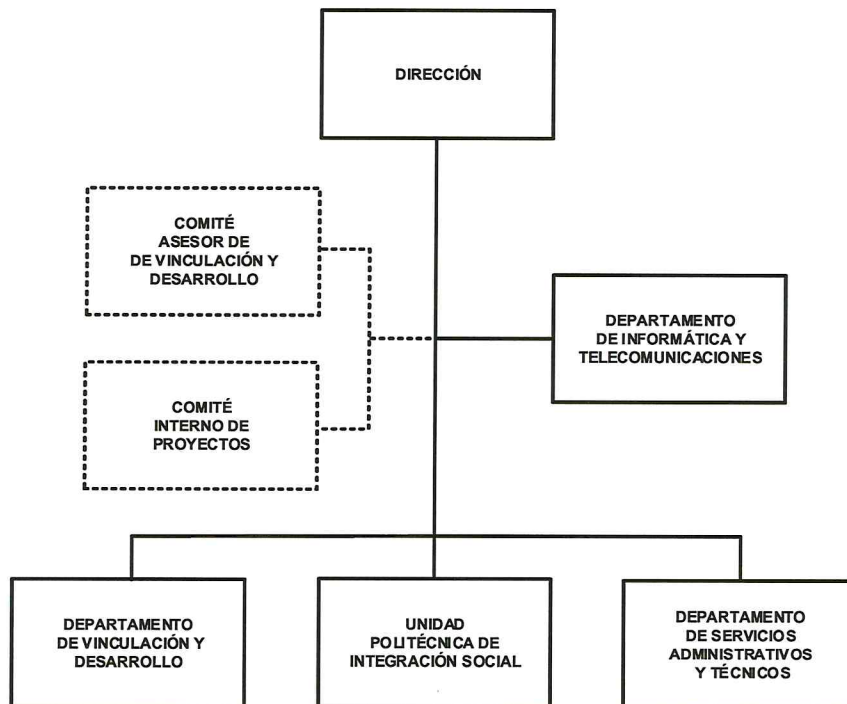 DIRECCIÓN
COMITÉ
ASESOR DE
DE VINCULACIÓN Y
DESARROLLO
DEPARTAMENTO
DE INFORMÁTICA Y
TELECOMUNICACIONES
COMITÉ
INTERNO DE
PROYECTOS
DEPARTAMENTO
DE VINCULACIÓN Y
DESARROLLO
UNIDAD
POLITÉCNICA DE
INTEGRACIÓN SOCIAL
DEPARTAMENTO
DE SERVICIOS
ADMINISTRATIVOS
Y TÉCNICOS